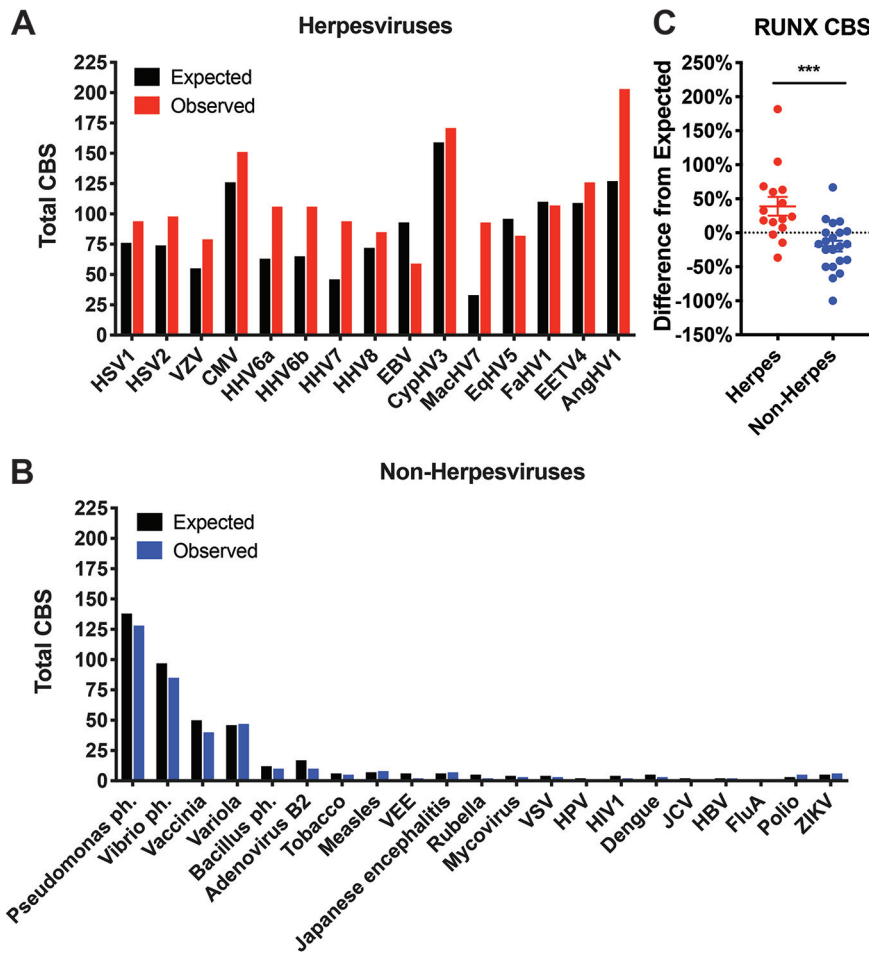 A
Herpesviruses
Expected
Observed
Total CBS
225
200
175
150
125
100
75
50
25
0
HSV1
HSV2
VZV
CMV
HHV6a
HHV6b
HHV7
HHV8
EBV
CypHV3
MacHV7
EqHV5
FaHV1
EETV4
AngHV1
C
RUNX CBS
***
Difference from Expected
250%
200%
150%
100%
50%
0%
-50%
-100%
-150%
Herpes
Non-Herpes
B
Non-Herpesviruses
Expected
Observed
Total CBS
225
200
175
150
125
100
75
50
25
0
Pseudomonas ph.
Vibrio ph.
Vaccinia
Variola
Bacillus ph.
Adenovirus B2
Tobacco
Measles
VEE
Japanese encephalitis
Rubella
Mycovirus
VSV
HPV
HIV1
Dengue
JCV
HBV
FluA
Polio
ZIKV